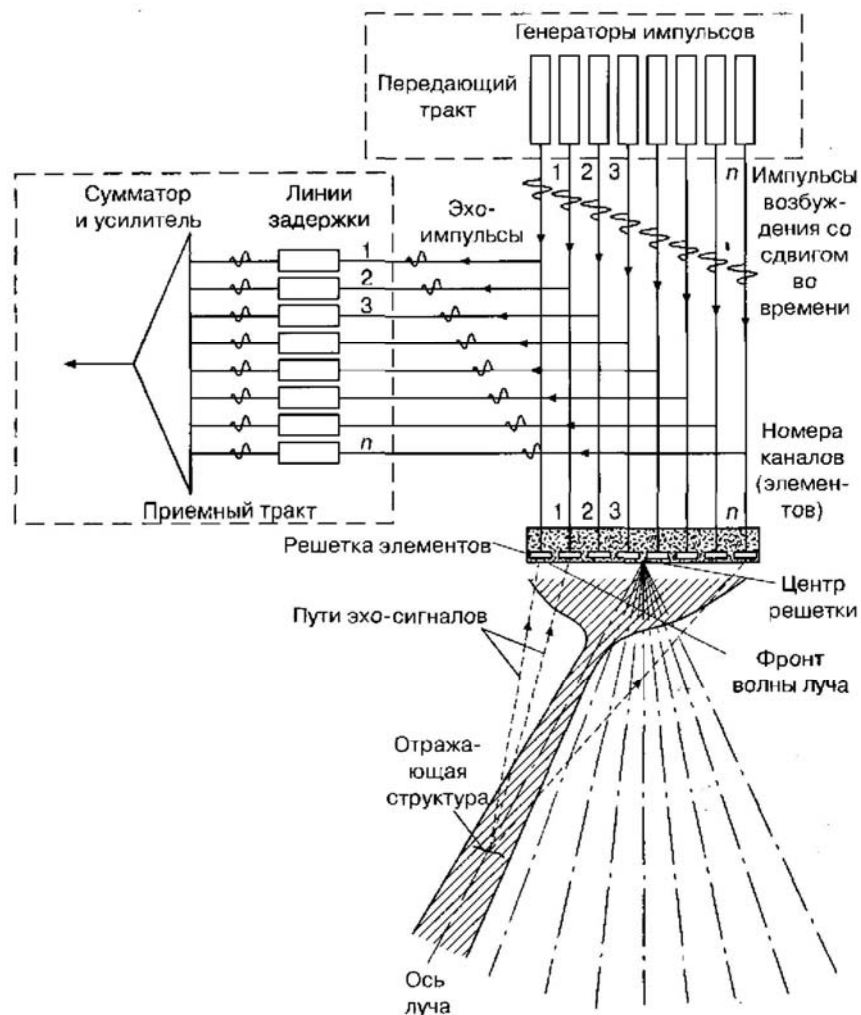 Генераторы импульсов
Передающий
тракт
1 2 3 n
Импульсы
возбуж-
дения со
сдвигом
во
времени
Сумматор
и усилитель
Линии
задержки
Эхо-
импульсы
1
2
3
n
Приемный тракт
Номера
каналов
(элемен-
тов)
1 2 3 n
Решетка элементов
Центр
решетки
Пути эхо-сигналов
Фронт
волны луча
Отража-
ющая
структура
Ось
луча